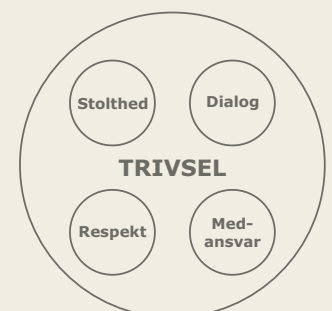 Stolthed
Dialog
TRIVSEL
Respekt
Med-
ansvar